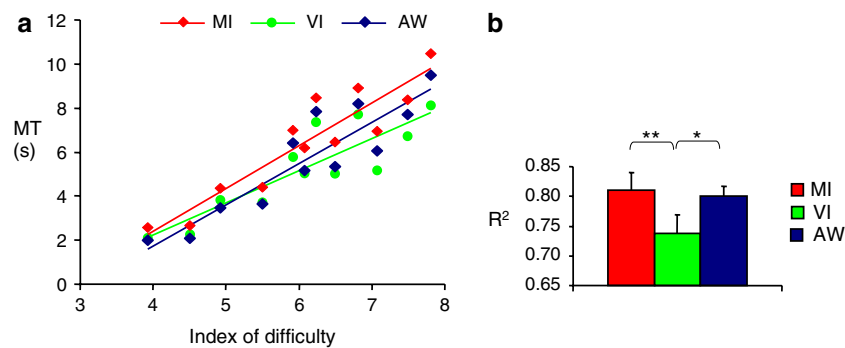 a
MI VI AW
MT
(s)
12
10
8
6
4
2
0
3 4 5 6 7 8
Index of difficulty
b
** *
R²
0.85
0.80
0.75
0.70
0.65
MI
VI
AW